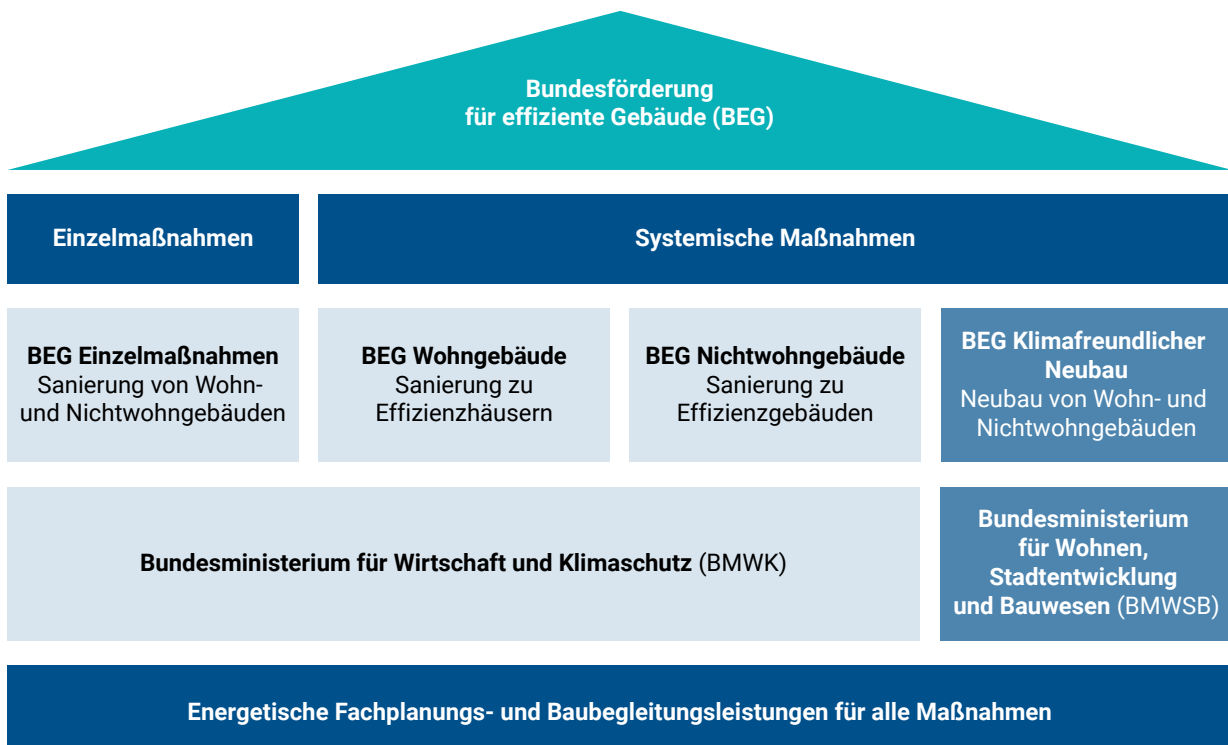 Bundesförderung
für effiziente Gebäude (BEG)
Einzelmaßnahmen
Systemische Maßnahmen
BEG Einzelmaßnahmen
Sanierung von Wohn-
und Nichtwohngebäuden
BEG Wohngebäude
Sanierung zu
Effizienzhäusern
BEG Nichtwohngebäude
Sanierung zu
Effizienzgebäuden
BEG Klimafreundlicher
Neubau
Neubau von Wohn- und
Nichtwohngebäuden
Bundesministerium für Wirtschaft und Klimaschutz (BMWK)
Bundesministerium
für Wohnen,
Stadtentwicklung
und Bauwesen (BMWSB)
Energetische Fachplanungs- und Baubegleitungsleistungen für alle Maßnahmen